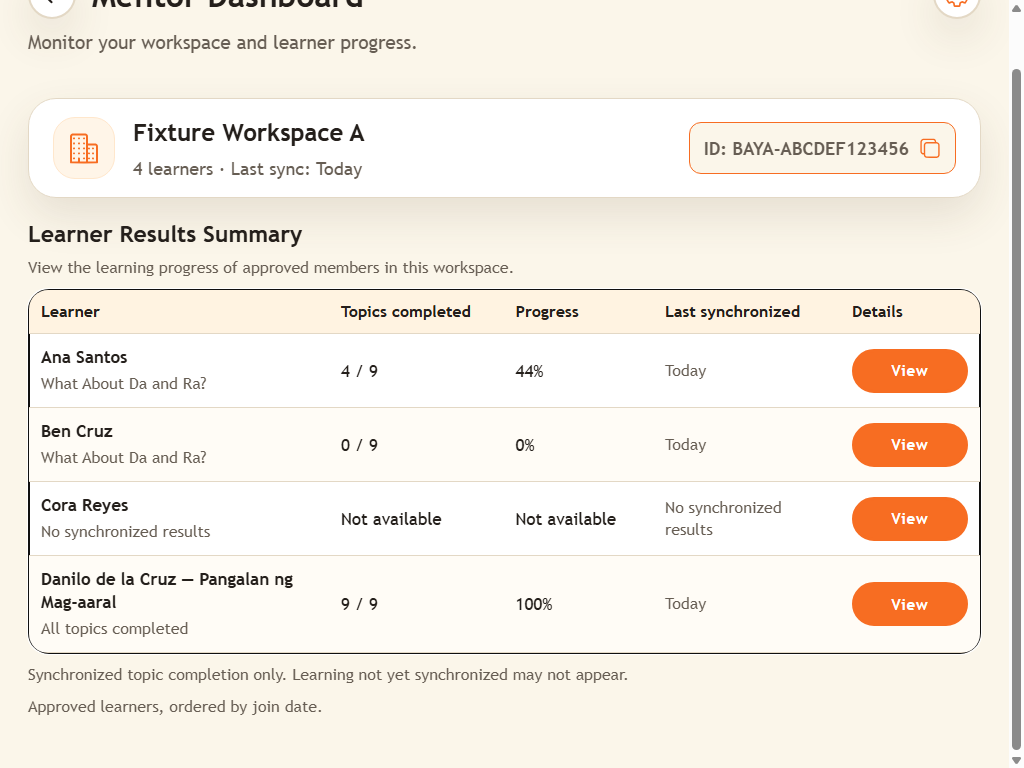 Mentor Dashboard
Monitor your workspace and learner progress.
Fixture Workspace A
4 learners · Last sync: Today
ID: BAYA-ABCDEF123456
Learner Results Summary
View the learning progress of approved members in this workspace.
Learner Topics completed Progress Last synchronized Details
Ana Santos
What About Da and Ra?
4 / 9 44% Today View
Ben Cruz
What About Da and Ra?
0 / 9 0% Today View
Cora Reyes
No synchronized results
Not available Not available No synchronized
results
View
Danilo de la Cruz — Pangalan ng
Mag-aaral
All topics completed
9 / 9 100% Today View
Synchronized topic completion only. Learning not yet synchronized may not appear.
Approved learners, ordered by join date.